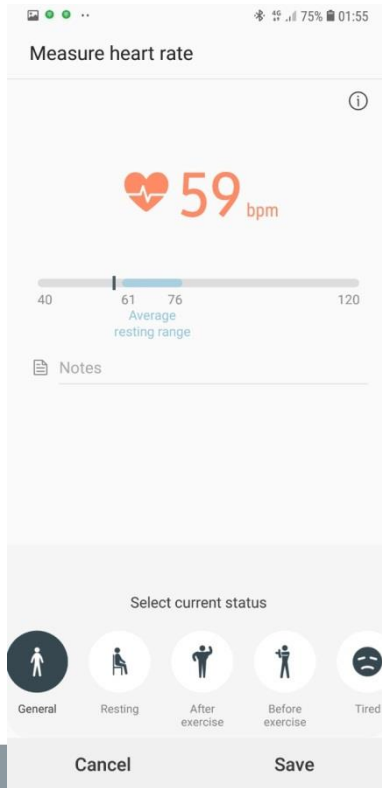 4G 75% 01:55
Measure heart rate
59 bpm
40 61 76 120
Average
resting range
Notes
Select current status
General Resting After exercise Before exercise Tired
Cancel Save